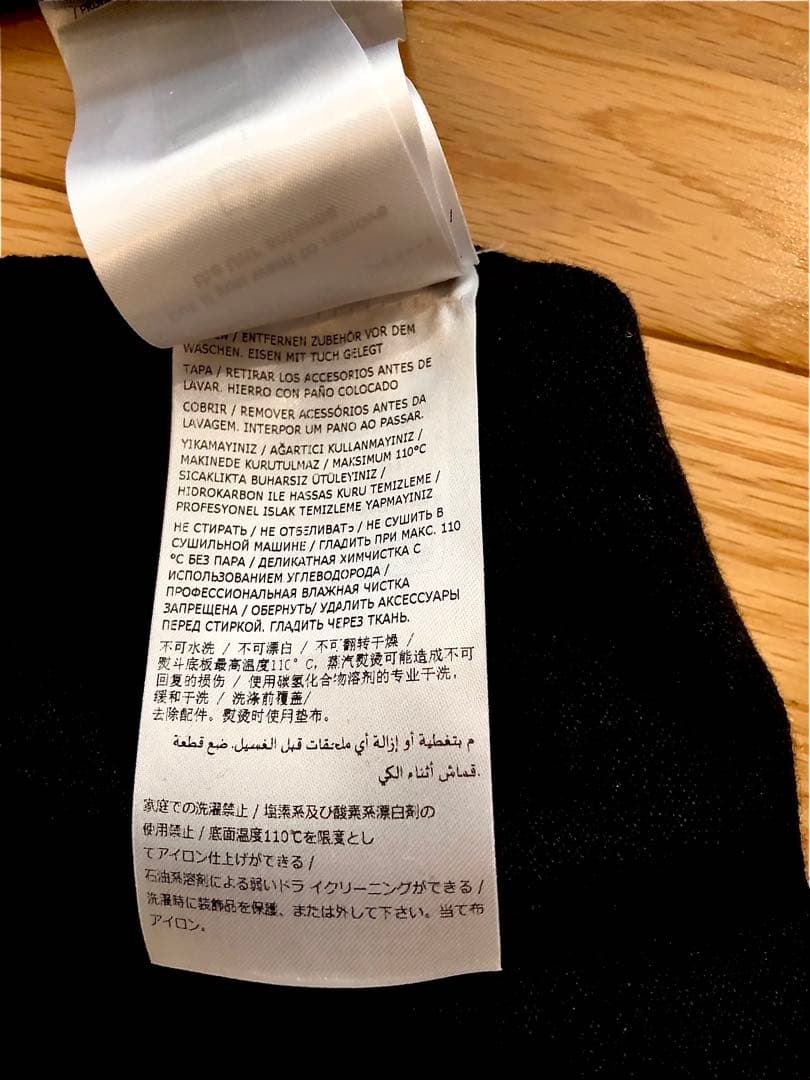 EN / ENTFERNEN ZUBEHÖR VOR DEM
WASCHEN. EISEN MIT TUCH GELEGT
TAPA / RETIRAR LOS ACCESORIOS ANTES DE
LAVAR. HIERRO CON PAÑO COLOCADO
COBRIR / REMOVER ACESSÓRIOS ANTES DA
LAVAGEM. INTERPOR UM PANO AO PASSAR.
YIKAMAYINIZ / AĞARTICI KULLANMAYINIZ /
MAKINEDE KURUTULMAZ / MAKSIMUM 110°C
SICAKLIKTA BUHARSIZ ÜTÜLEYINIZ /
HIDROKARBON ILE HASSAS KURU TEMIZLEME /
PROFESYONEL ISLAK TEMIZLEME YAPMAYINIZ
НЕ СТИРАТЬ / НЕ ОТБЕЛИВАТЬ / НЕ СУШИТЬ В
СУШИЛЬНОЙ МАШИНЕ / ГЛАДИТЬ ПРИ МАКС. 110
°С БЕЗ ПАРА / ДЕЛИКАТНАЯ ХИМЧИСТКА С
ИСПОЛЬЗОВАНИЕМ УГЛЕВОДОРОДА /
ПРОФЕССИОНАЛЬНАЯ ВЛАЖНАЯ ЧИСТКА
ЗАПРЕЩЕНА / ОБЕРНУТЬ/ УДАЛИТЬ АКСЕССУАРЫ
ПЕРЕД СТИРКОЙ. ГЛАДИТЬ ЧЕРЕЗ ТКАНЬ.
不可水洗 / 不可漂白 / 不可翻转干燥 /
熨斗底板最高温度110°C, 蒸汽熨烫可能造成不可
回复的损伤 / 使用碳氢化合物溶剂的专业干洗,
缓和干洗 / 洗涤前覆盖/
去除配件。熨烫时使用垫布。
م بتغطية أو إزالة أي ملحقات قبل الغسيل. ضع قطعة
قماش أثناء الكي.
家庭での洗濯禁止 / 塩素系及び酸素系漂白剤の
使用禁止 / 底面温度110℃を限度とし
てアイロン仕上げができる /
石油系溶剤による弱いドラ イクリーニングができる /
洗濯時に装飾品を保護、または外して下さい。当て布
アイロン。